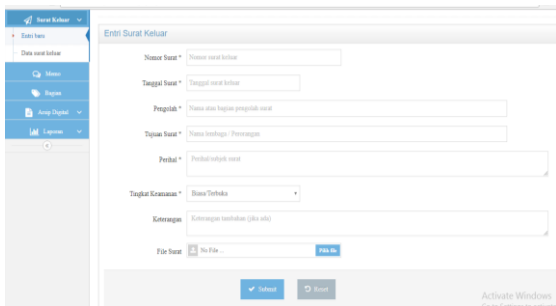 Surat Keluar
Entri baru
Data surat keluar
Memo
Bagian
Arsip Digital
Laporan
Entri Surat Keluar
Nomor Surat * Nomor surat keluar
Tanggal Surat * Tanggal surat keluar
Pengolah * Nama atau bagian pengolah surat
Tujuan Surat * Nama lembaga / Perorangan
Perihal * Perihal/subjek surat
Tingkat Keamanan * Biasa/Terbuka
Keterangan Keterangan tambahan (jika ada)
File Surat No File ... Pilih file
Submit Reset
Activate Windows